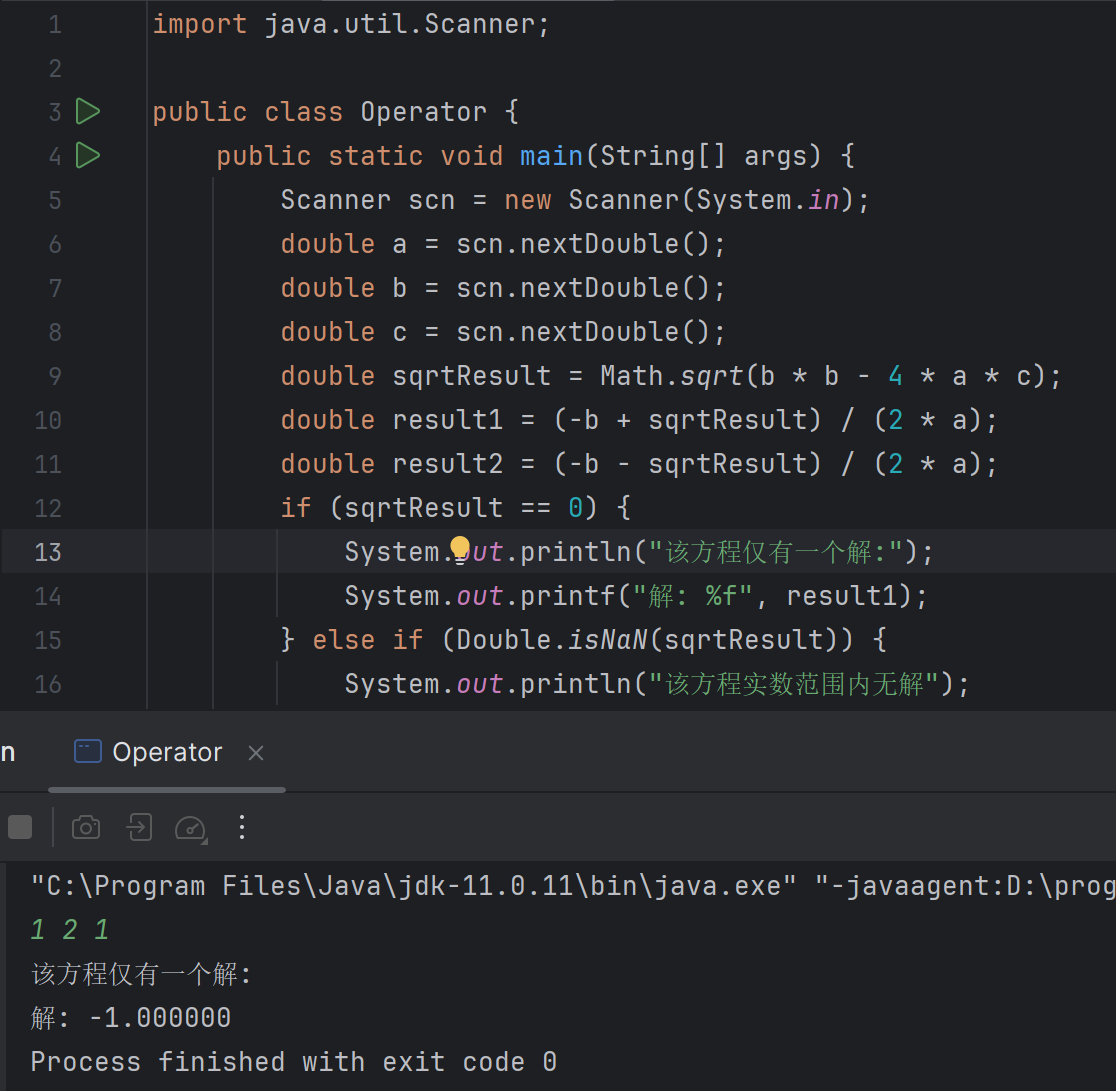 1 import java.util.Scanner;
2
3 public class Operator {
4 public static void main(String[] args) {
5 Scanner scn = new Scanner(System.in);
6 double a = scn.nextDouble();
7 double b = scn.nextDouble();
8 double c = scn.nextDouble();
9 double sqrtResult = Math.sqrt(b * b - 4 * a * c);
10 double result1 = (-b + sqrtResult) / (2 * a);
11 double result2 = (-b - sqrtResult) / (2 * a);
12 if (sqrtResult == 0) {
13 System.out.println("该方程仅有一个解:");
14 System.out.printf("解: %f", result1);
15 } else if (Double.isNaN(sqrtResult)) {
16 System.out.println("该方程实数范围内无解");
n Operator
"C:\Program Files\Java\jdk-11.0.11\bin\java.exe" "-javaagent:D:\prog
1 2 1
该方程仅有一个解:
解: -1.000000
Process finished with exit code 0